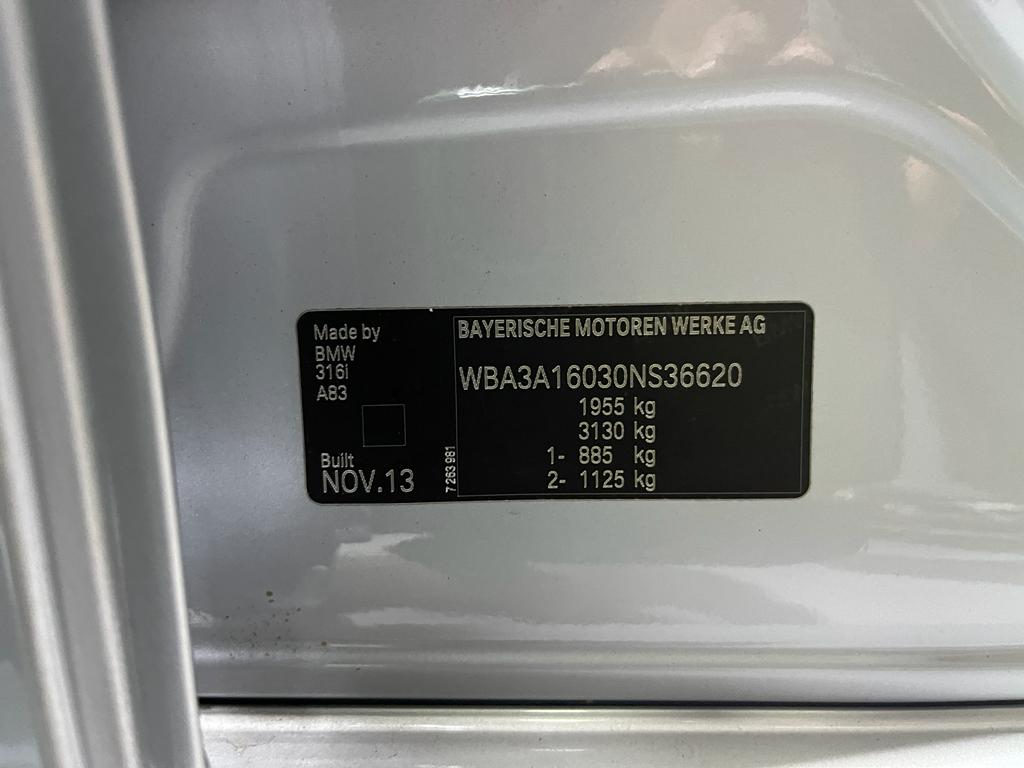 Made by
BMW
316i
A83
Built
NOV.13
7 263 981
BAYERISCHE MOTOREN WERKE AG
WBA3A16030NS36620
1955 kg
3130 kg
1- 885 kg
2- 1125 kg